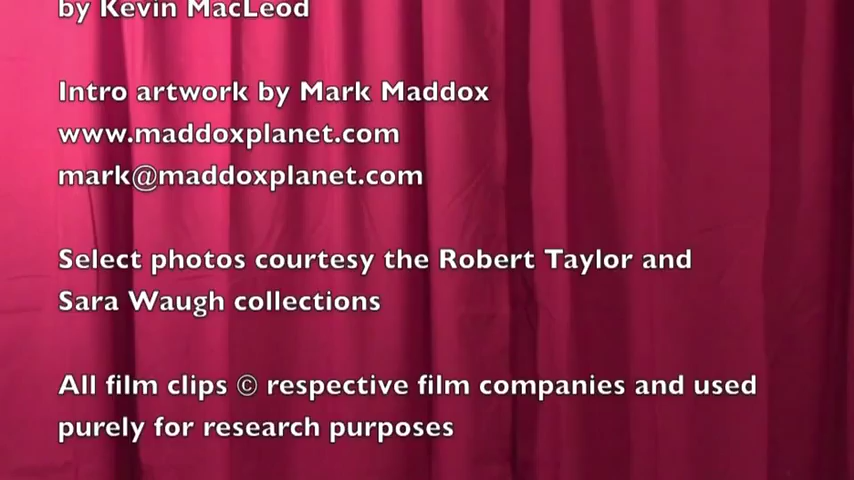 by Kevin MacLeod
Intro artwork by Mark Maddox
www.maddoxplanet.com
mark@maddoxplanet.com
Select photos courtesy the Robert Taylor and
Sara Waugh collections
All film clips © respective film companies and used
purely for research purposes